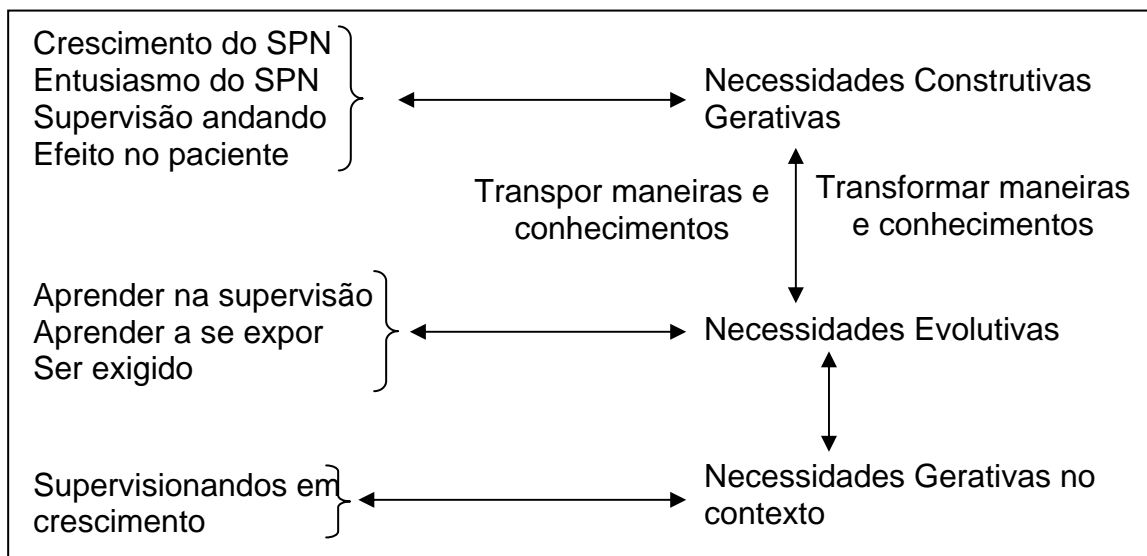 Crescimento do SPN
Entusiasmo do SPN
Supervisão andando
Efeito no paciente
Necessidades Construtivas
Gerativas
Transpor maneiras e
conhecimentos
Transformar maneiras
e conhecimentos
Aprender na supervisão
Aprender a se expor
Ser exigido
Necessidades Evolutivas
Supervisionandos em
crescimento
Necessidades Gerativas no
contexto